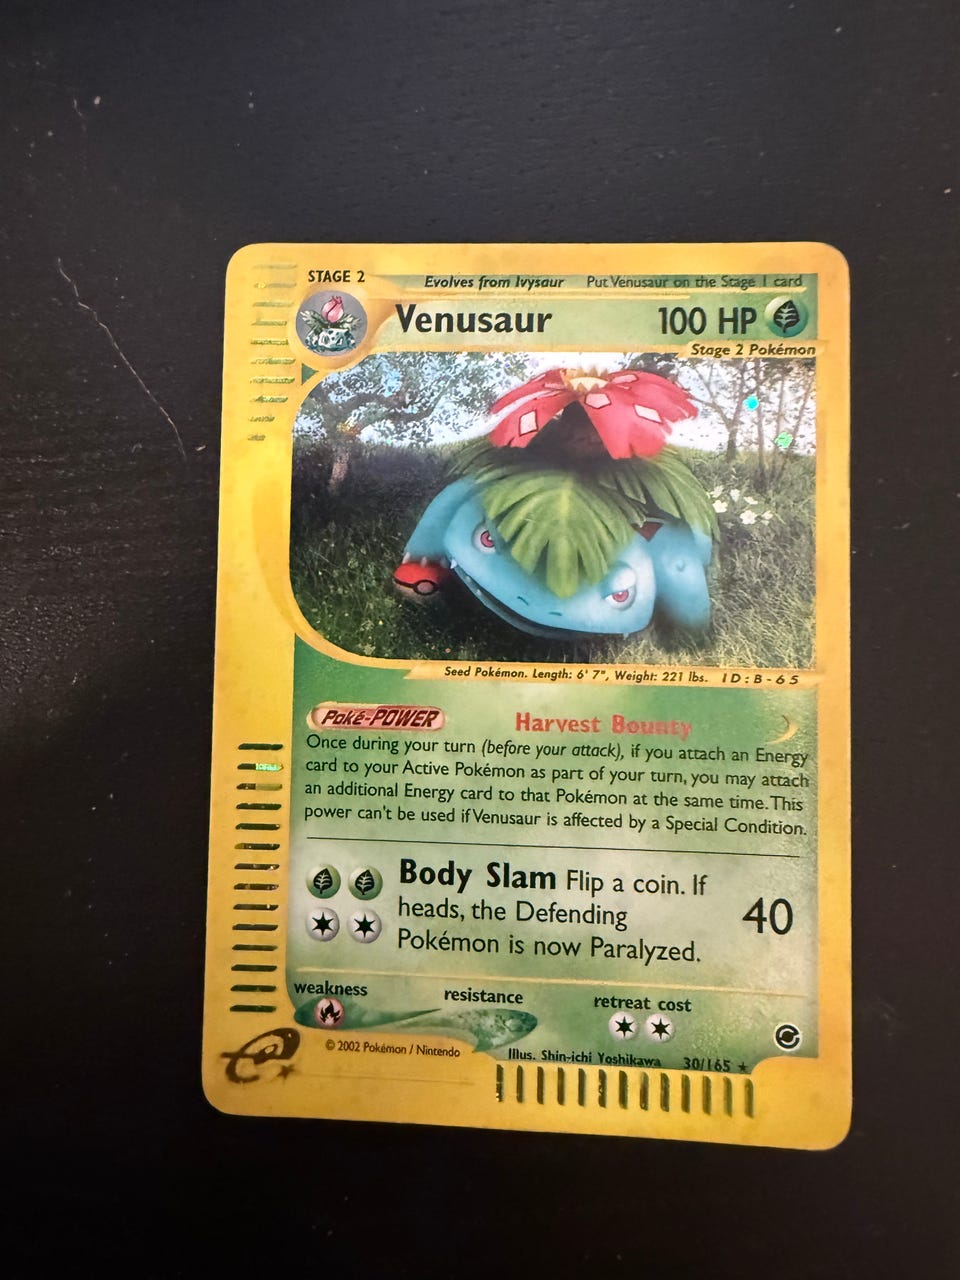 STAGE 2
Evolves from Ivysaur Put Venusaur on the Stage 1 card
Venusaur 100 HP
Stage 2 Pokémon
Seed Pokémon. Length: 6' 7", Weight: 221 lbs. ID:B-65
Poké-POWER Harvest Bounty
Once during your turn (before your attack), if you attach an Energy
card to your Active Pokémon as part of your turn, you may attach
an additional Energy card to that Pokémon at the same time. This
power can't be used if Venusaur is affected by a Special Condition.
Body Slam Flip a coin. If
heads, the Defending
Pokémon is now Paralyzed.
40
weakness resistance retreat cost
e
© 2002 Pokémon / Nintendo
Illus. Shin-ichi Yoshikawa 30/165 ★